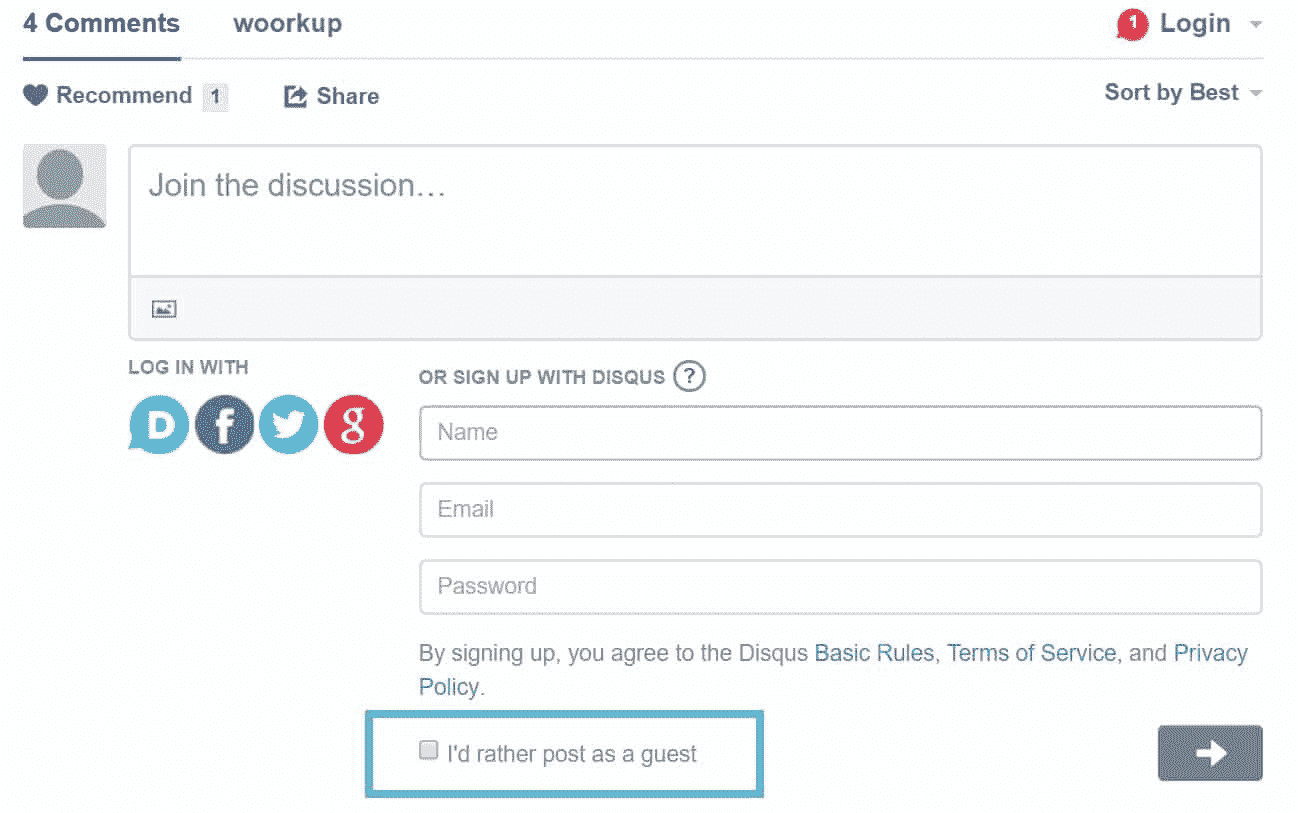 4 Comments woorkup 1 Login
Recommend 1 Share Sort by Best
Join the discussion…
LOG IN WITH
D f g
OR SIGN UP WITH DISQUS ?
Name
Email
Password
By signing up, you agree to the Disqus Basic Rules, Terms of Service, and Privacy
Policy.
I'd rather post as a guest